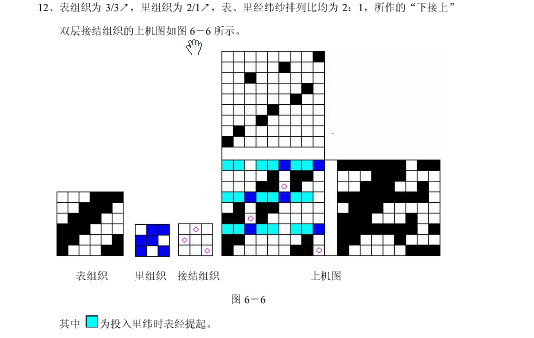 12、表组织为 3/3↗，里组织为 2/1↗，表、里经纬纱排列比均为 2：1，所作的“下接上”
双层接结组织的上机图如图 6－6 所示。
表组织 里组织 接结组织 上机图
图 6－6
其中 为投入里纬时表经提起。